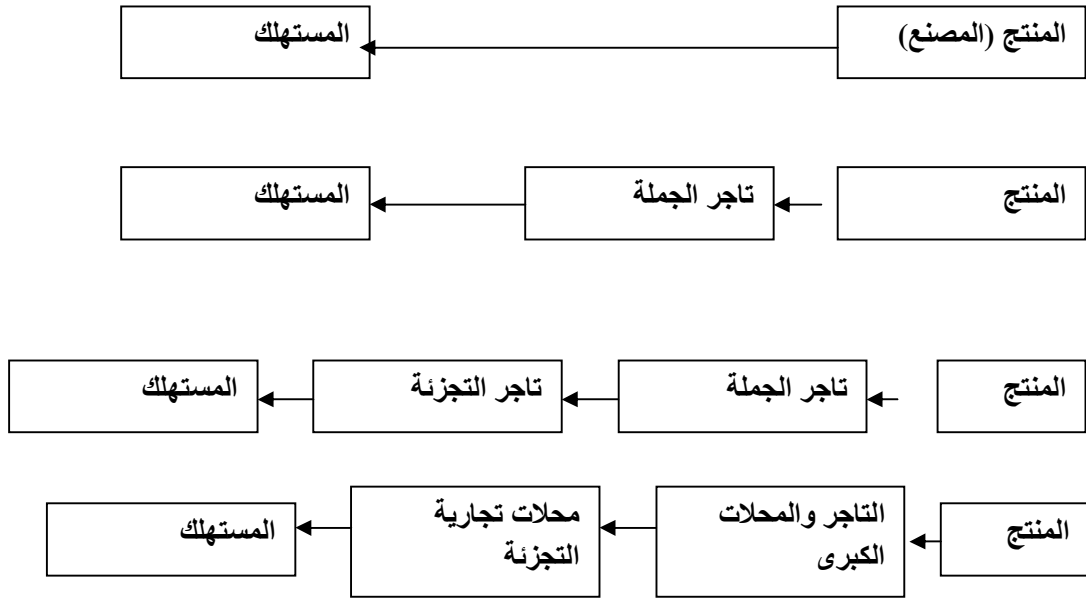 المنتج (المصنع)
المستهلك
المنتج
تاجر الجملة
المستهلك
المنتج
تاجر الجملة
تاجر التجزئة
المستهلك
المنتج
التاجر والمحلات
الكبرى
محلات تجارية
التجزئة
المستهلك